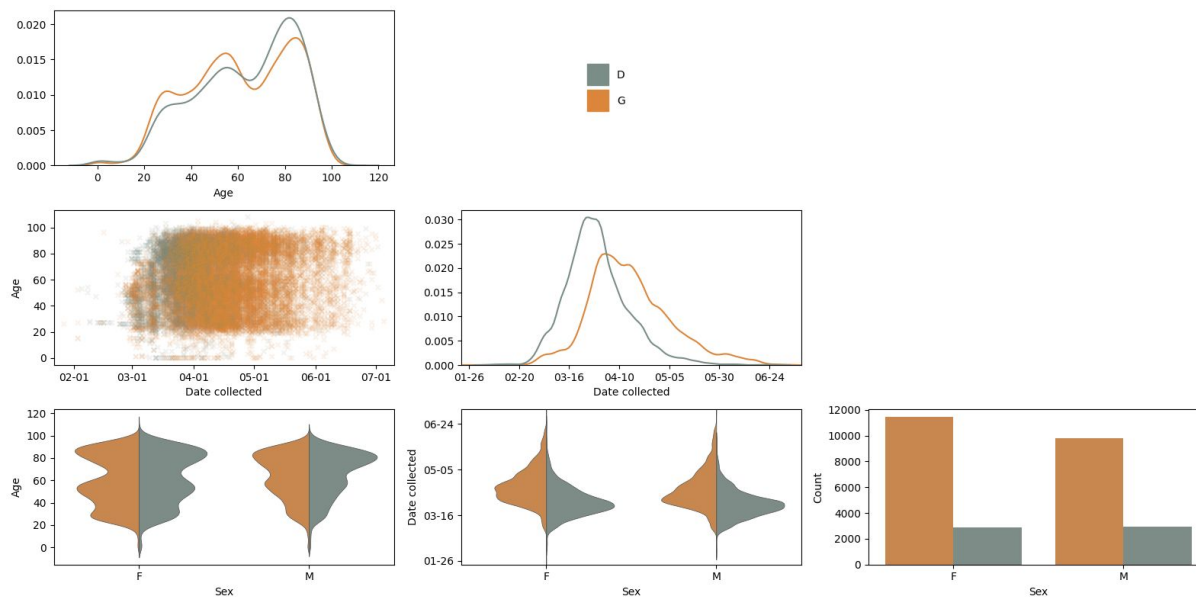 0.020
0.015
0.010
0.005
0.000
0 20 40 60 80 100 120
Age
D
G
Age
100
80
60
40
20
0
02-01 03-01 04-01 05-01 06-01 07-01
Date collected
0.030
0.025
0.020
0.015
0.010
0.005
0.000
01-26 02-20 03-16 04-10 05-05 05-30 06-24
Date collected
Age
120
100
80
60
40
20
0
F M
Sex
Date collected
06-24
05-05
03-16
01-26
F M
Sex
Count
12000
10000
8000
6000
4000
2000
0
F M
Sex